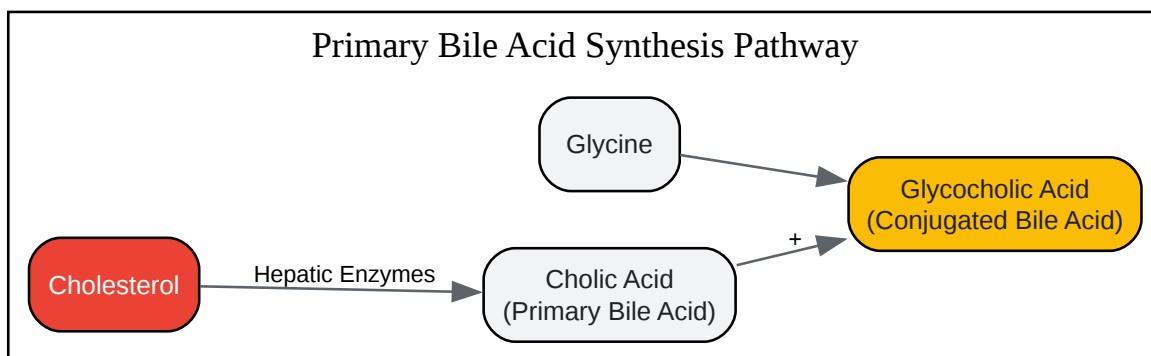 Primary Bile Acid Synthesis Pathway
Glycine
Glycocholic Acid
(Conjugated Bile Acid)
+
Cholesterol
Hepatic Enzymes
Cholic Acid
(Primary Bile Acid)